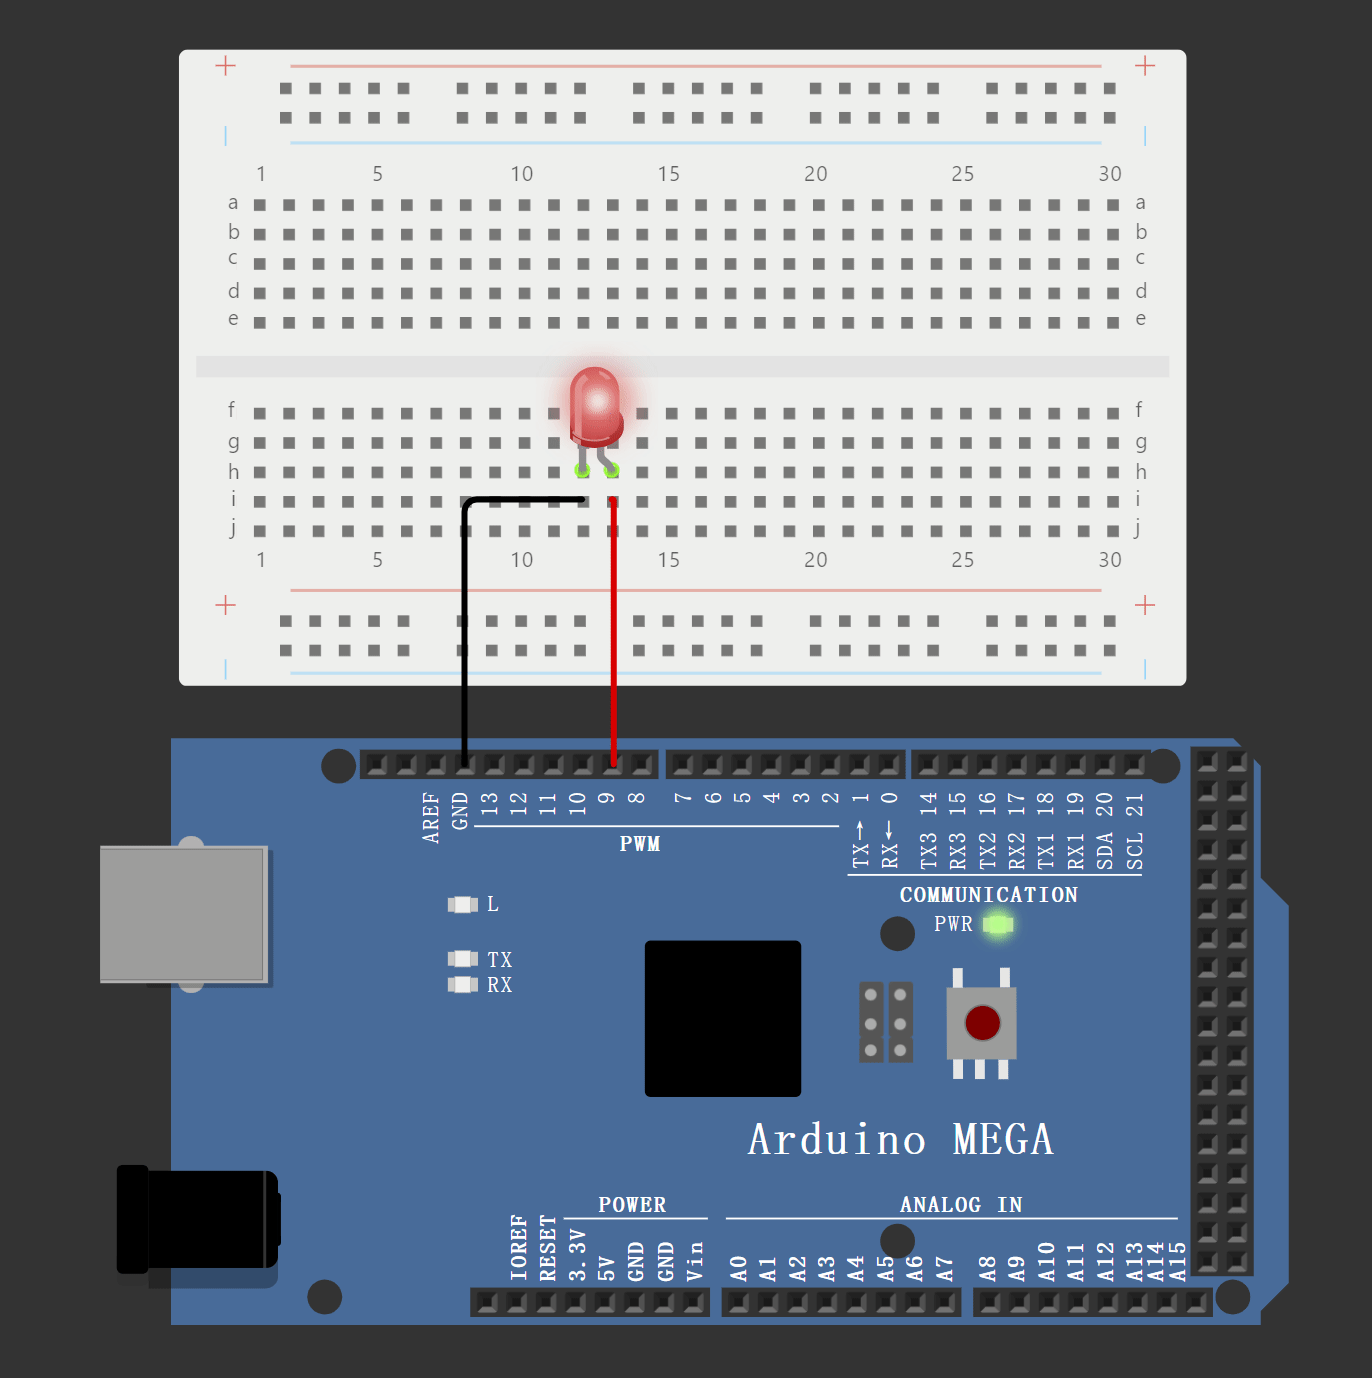 1 5 10 15 20 25 30
a a
b b
c c
d d
e e
f f
g g
h h
i i
j j
1 5 10 15 20 25 30
AREF GND 13 12 11 10 9 8 7 6 5 4 3 2 TX→ 1 RX← 0 TX3 14 RX3 15 TX2 16 RX2 17 TX1 18 RX1 19 SDA 20 SCL 21
PWM
COMMUNICATION
L
PWR
TX
RX
Arduino MEGA
POWER
ANALOG IN
IOREF RESET 3.3V 5V GND GND Vin A0 A1 A2 A3 A4 A5 A6 A7 A8 A9 A10 A11 A12 A13 A14 A15